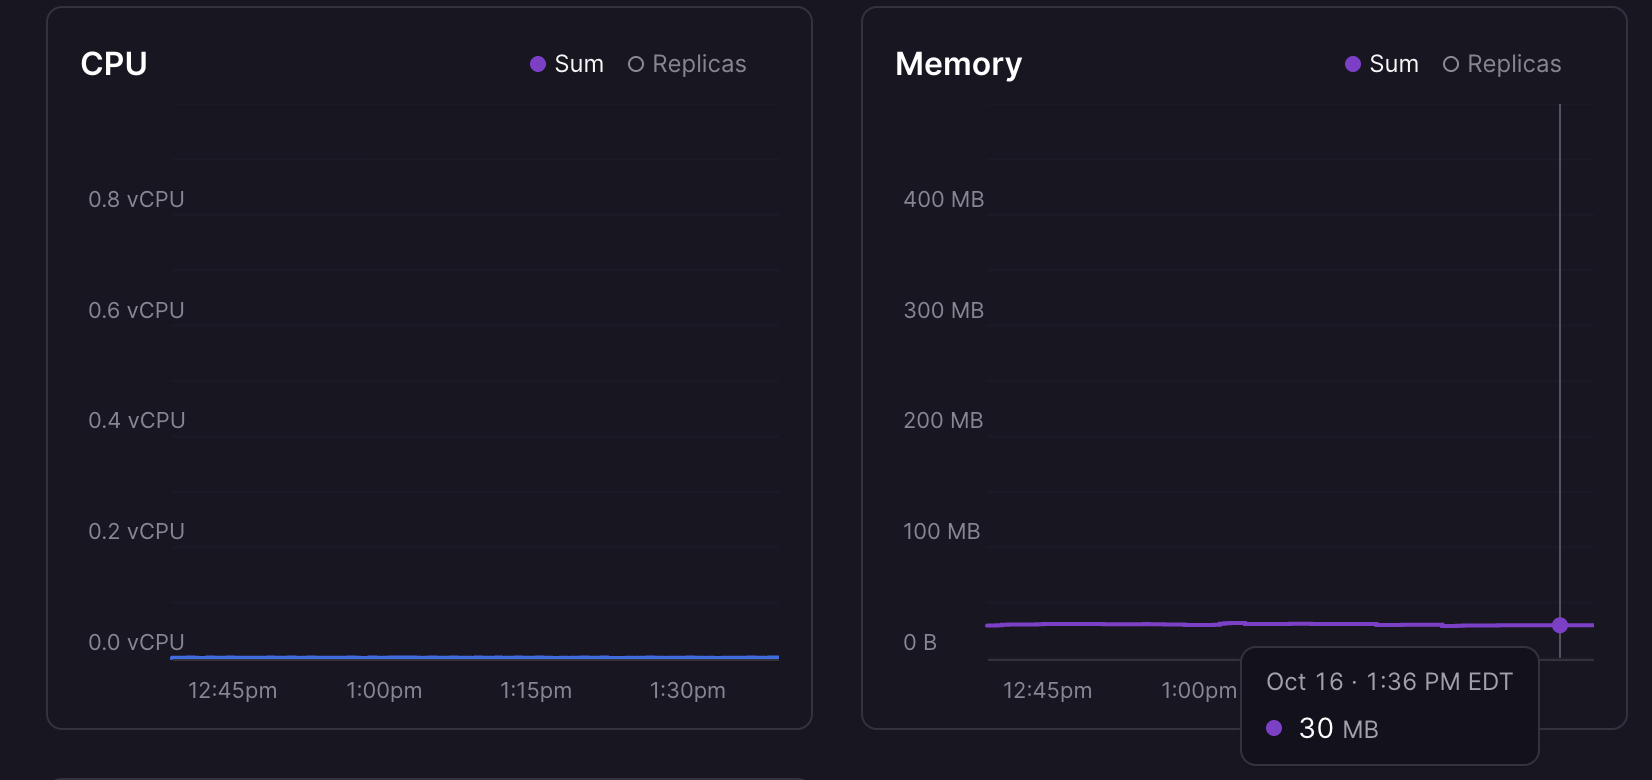 CPU
Sum
Replicas
0.8 vCPU
0.6 vCPU
0.4 vCPU
0.2 vCPU
0.0 vCPU
12:45pm 1:00pm 1:15pm 1:30pm
Memory
Sum
Replicas
400 MB
300 MB
200 MB
100 MB
0 B
12:45pm 1:00pm
Oct 16 · 1:36 PM EDT
30 MB